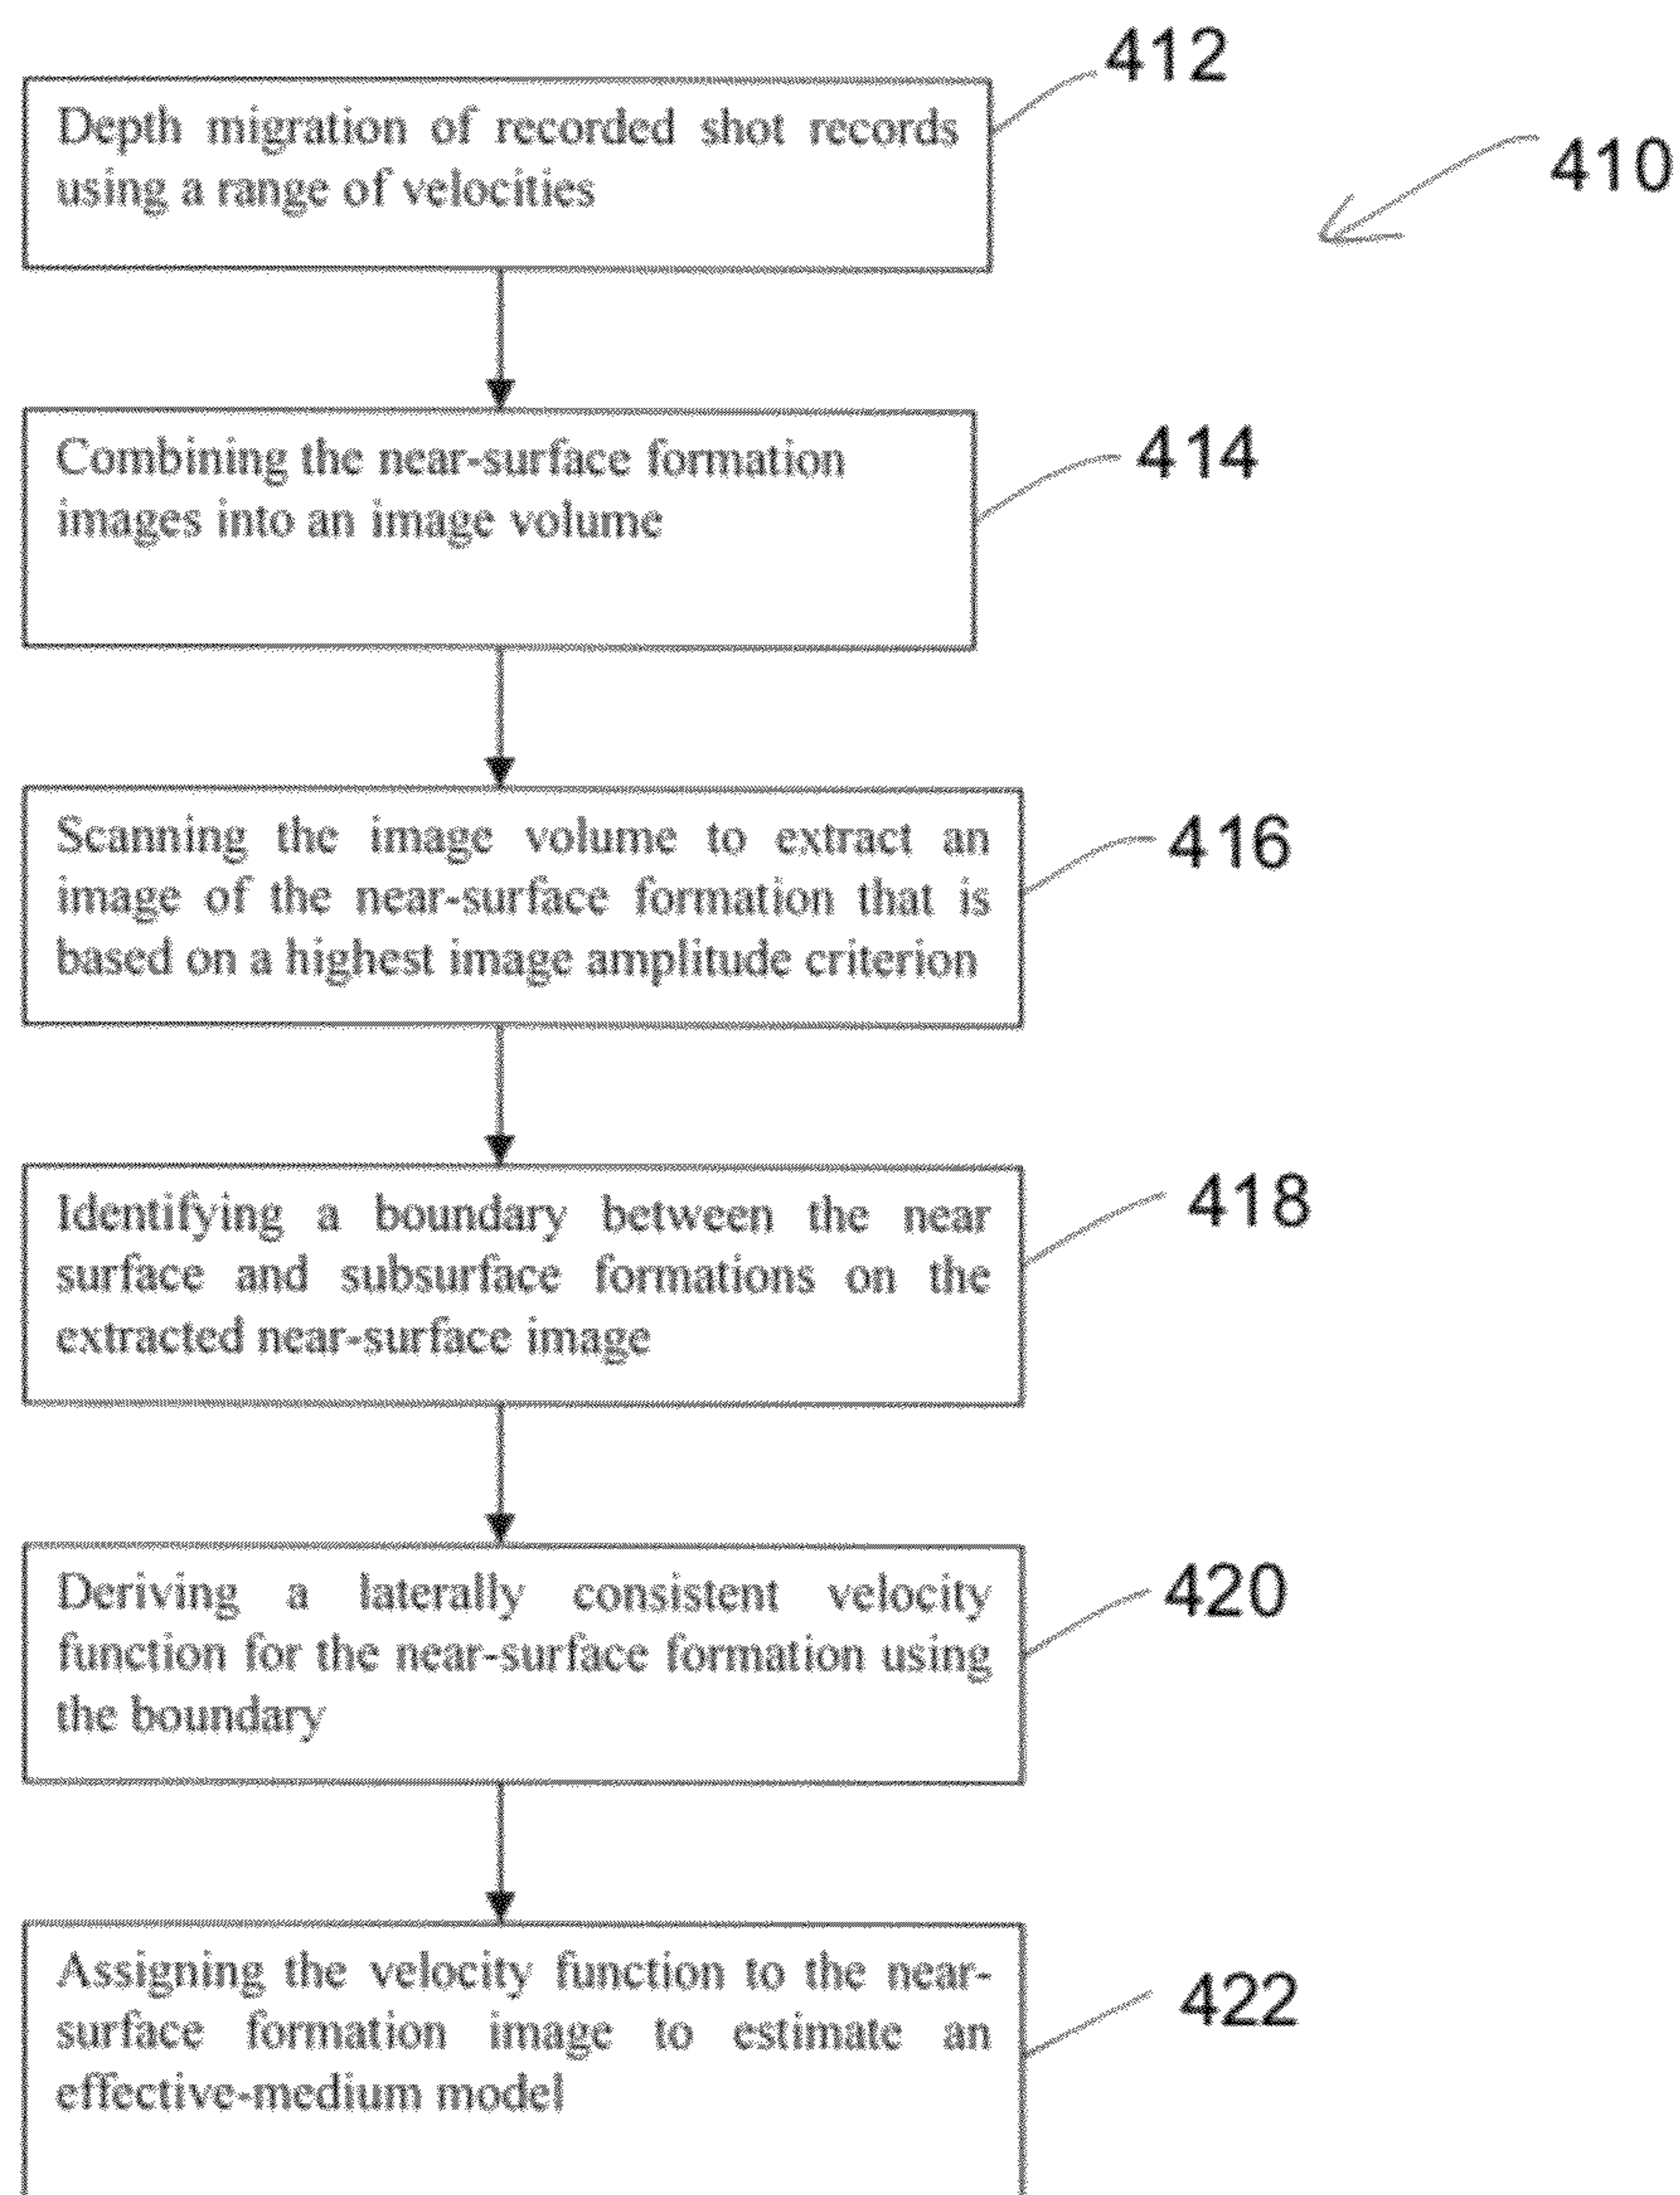 412
410
Depth migration of recorded shot records
using a range of velocities
414
Combining the near-surface formation
images into an image volume
416
Scanning the image volume to extract an
image of the near-surface formation that is
based on a highest image amplitude criterion
418
Identifying a boundary between the near
surface and subsurface formations on the
extracted near-surface image
420
Deriving a laterally consistent velocity
function for the near-surface formation using
the boundary
422
Assigning the velocity function to the near-
surface formation image to estimate an
effective-medium model